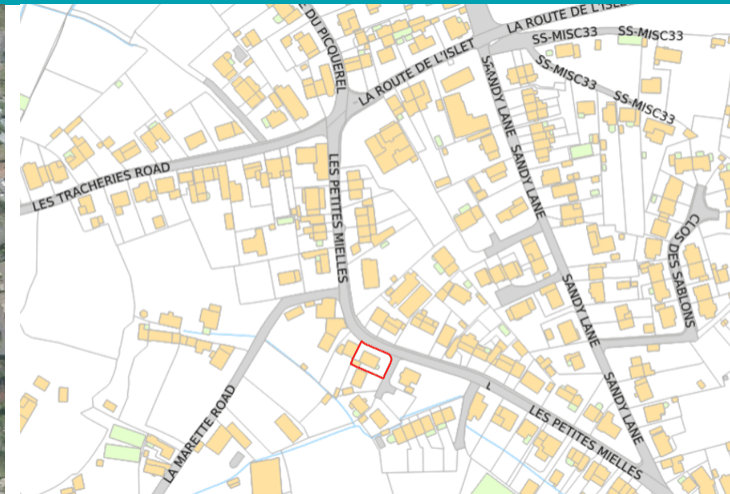 DU PICQUEREL
LA ROUTE DE L'ISLET
SS-MISC33
SS-MISC33
LA ROUTE DE L'ISLET
SS-MISC33
SS-MISC33
SANDY LANE
SANDY LANE
LES TRACHERIES ROAD
LES PETITES MIELLES
CLOS DES SABLONS
SANDY LANE
SANDY LANE
LA MARETTE ROAD
L
LES PETITES MIELLES